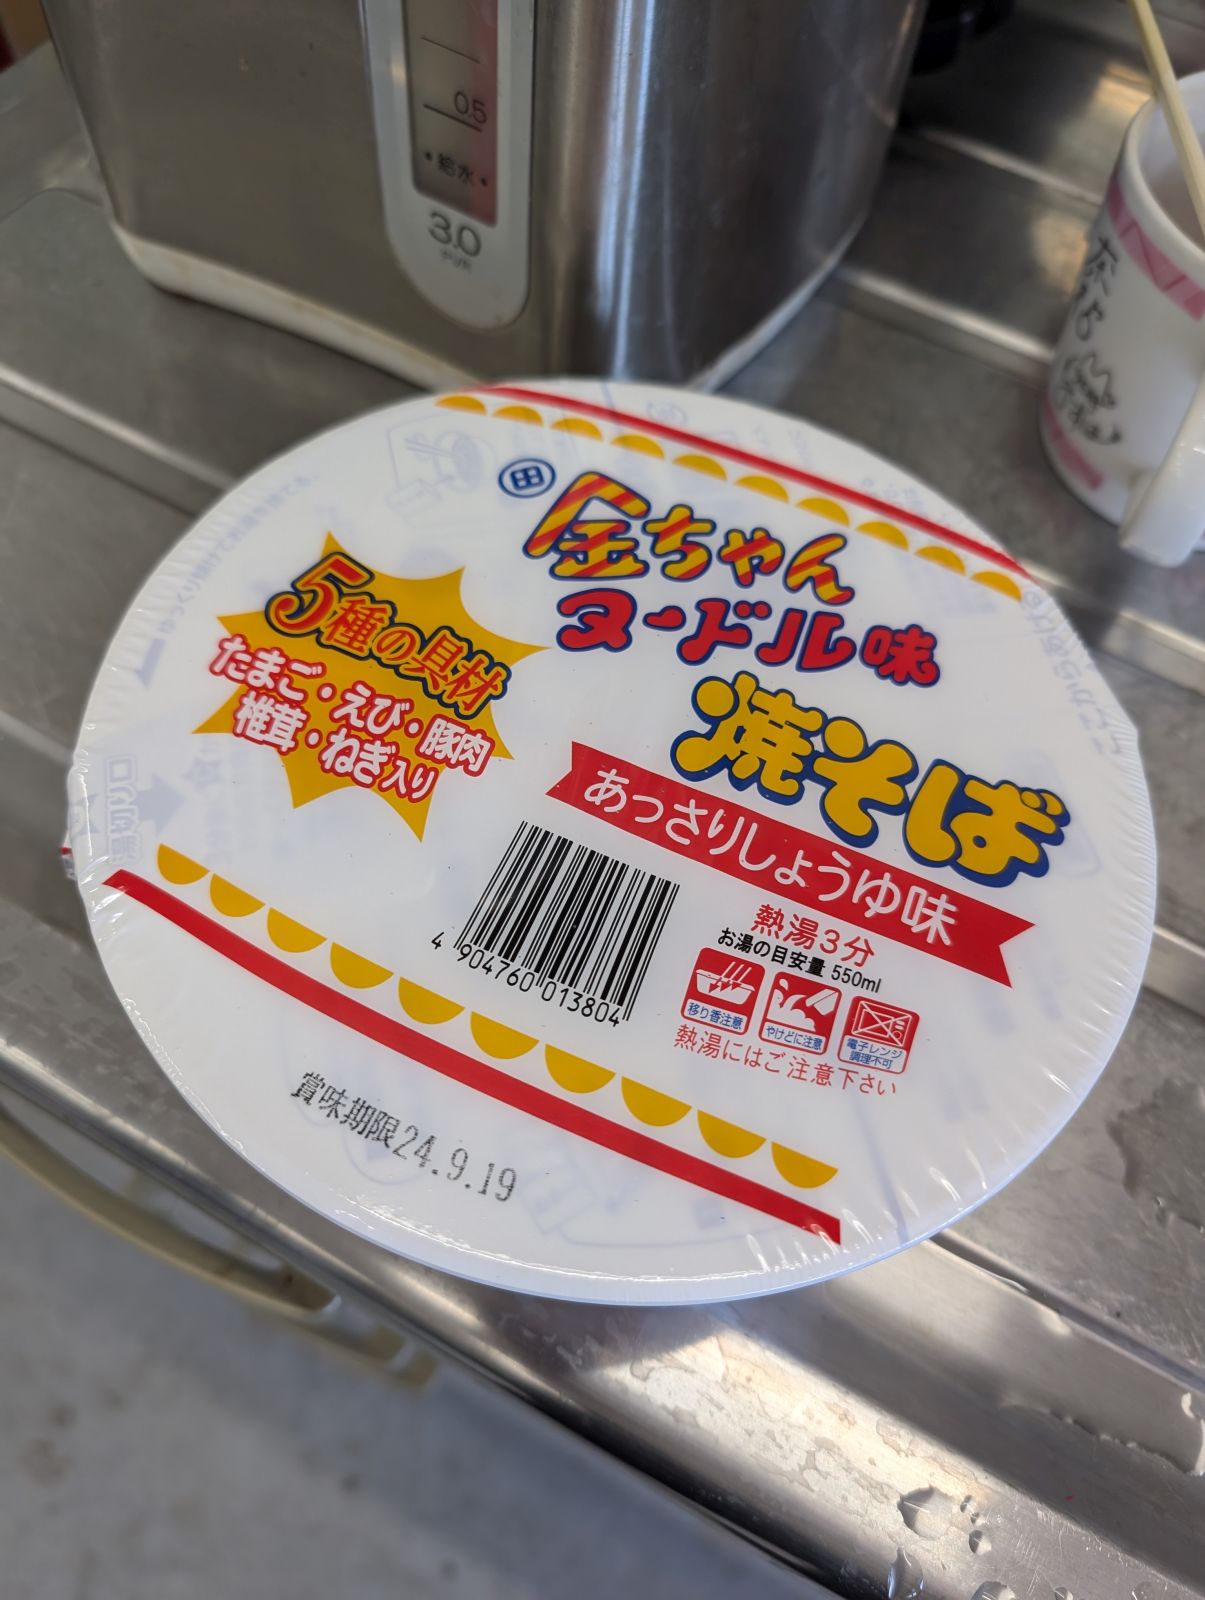 0.5
・給水・
3.0
田
金ちゃん
ヌードル味
焼そば
あっさりしょうゆ味
5種の具材
たまご・えび・豚肉
椎茸・ねぎ入り
熱湯3分
お湯の目安量 550ml
移り香注意
やけどに注意
電子レンジ
調理不可
熱湯にはご注意下さい
4 904760 013804
賞味期限24.9.19
湯切り口